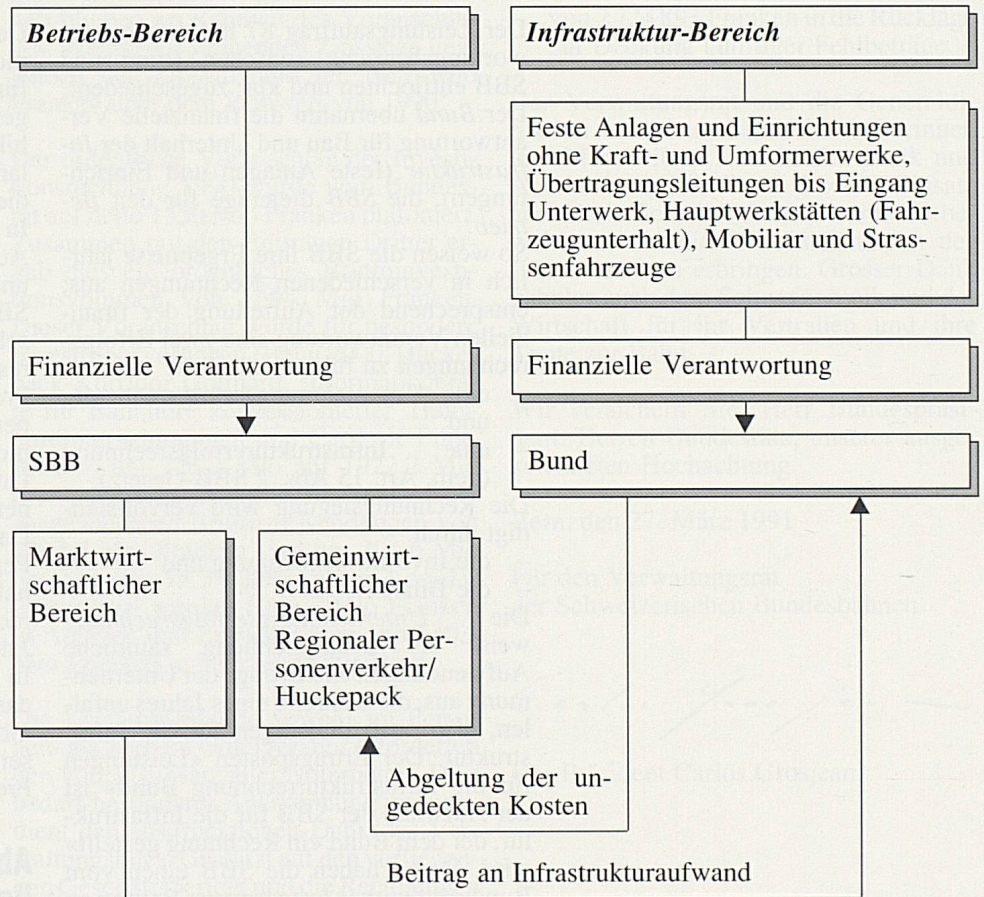 Betriebs-Bereich
Infrastruktur-Bereich
Feste Anlagen und Einrichtungen
ohne Kraft- und Umformerwerke,
Übertragungsleitungen bis Eingang
Unterwerk, Hauptwerkstätten (Fahr-
zeugunterhalt), Mobiliar und Stras-
senfahrzeuge
Finanzielle Verantwortung
Finanzielle Verantwortung
SBB
Bund
Marktwirt-
schaftlicher
Bereich
Gemeinwirt-
schaftlicher
Bereich
Regionaler Per-
sonenverkehr/
Huckepack
Abgeltung der un-
gedeckten Kosten
Beitrag an Infrastrukturaufwand